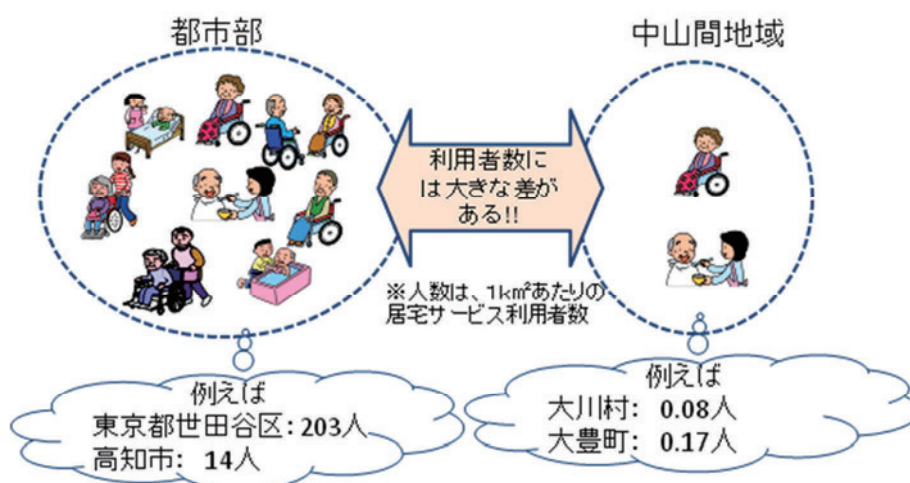 都市部
中山間地域
利用者数に
は大きな差が
ある!!
※人数は、1km²あたりの
居宅サービス利用者数
例えば
東京都世田谷区：203人
高知市： 14人
例えば
大川村： 0.08人
大豊町： 0.17人